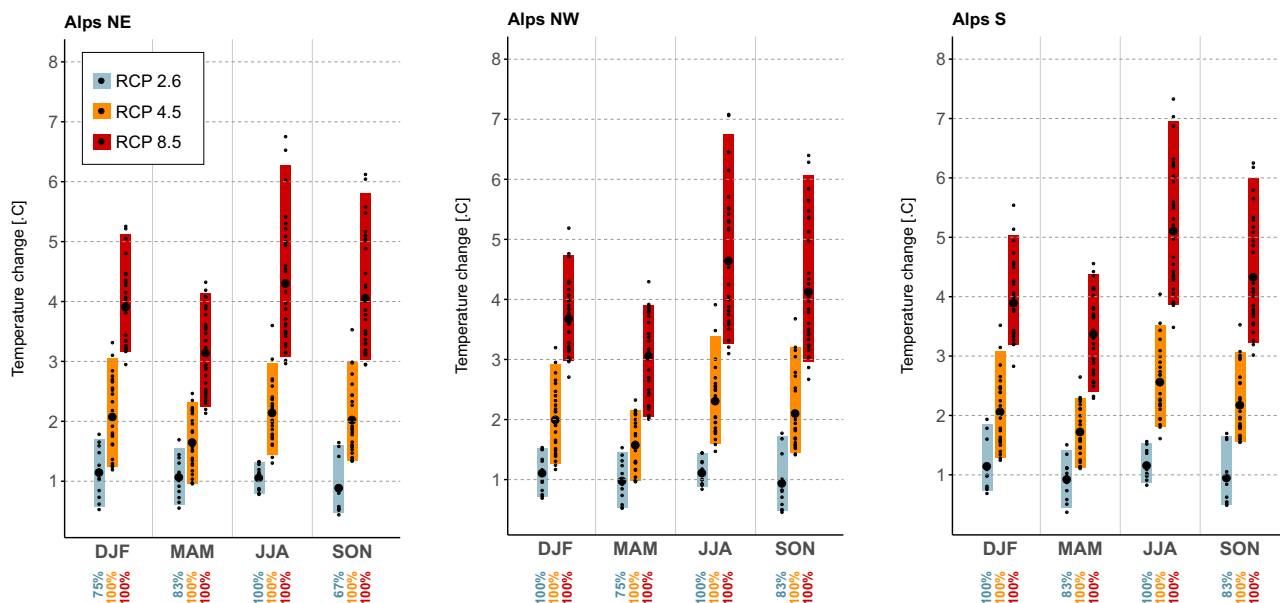 Alps NE
Temperature change [.C]
8
7
6
5
4
3
2
1
RCP 2.6
RCP 4.5
RCP 8.5
DJF MAM JJA SON
75% 100% 100% 83% 100% 100% 100% 100% 100% 67% 100% 100%
Alps NW
Temperature change [.C]
8
7
6
5
4
3
2
1
DJF MAM JJA SON
100% 100% 100% 75% 100% 100% 100% 100% 100% 83% 100% 100%
Alps S
Temperature change [.C]
8
7
6
5
4
3
2
1
DJF MAM JJA SON
100% 100% 100% 83% 100% 100% 100% 100% 100% 83% 100% 100%